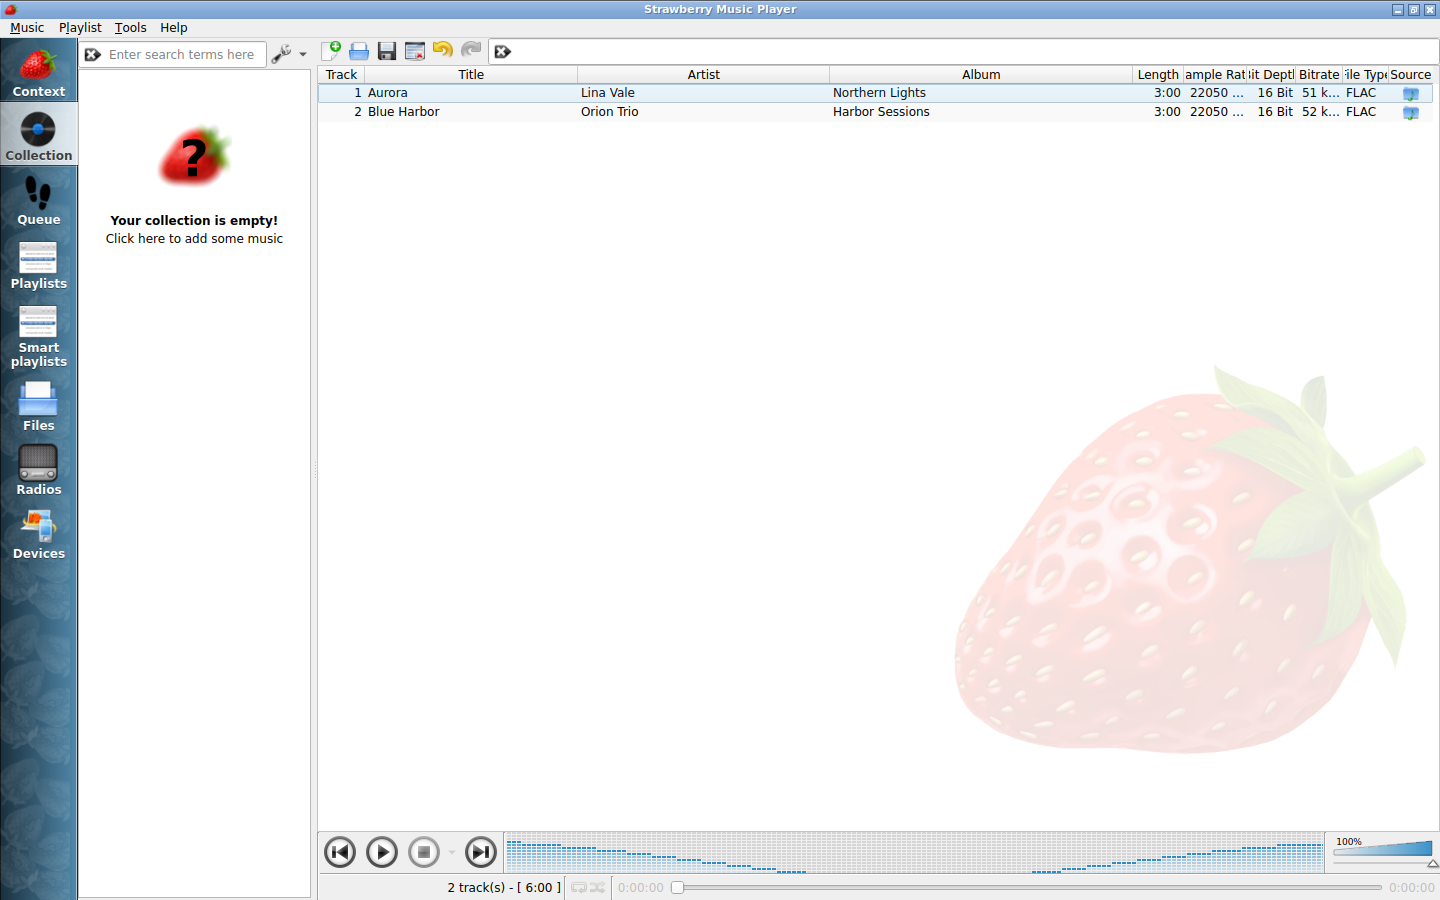 Strawberry Music Player
Music Playlist Tools Help
Enter search terms here
Context
Collection
Queue
Playlists
Smart
playlists
Files
Radios
Devices
?
Your collection is empty!
Click here to add some music
Track Title Artist Album Length ample Rat it Dept Bitrate ile Type Source
1 Aurora Lina Vale Northern Lights 3:00 22050 ... 16 Bit 51 k... FLAC
2 Blue Harbor Orion Trio Harbor Sessions 3:00 22050 ... 16 Bit 52 k... FLAC
100%
2 track(s) - [ 6:00 ] 0:00:00 0:00:00